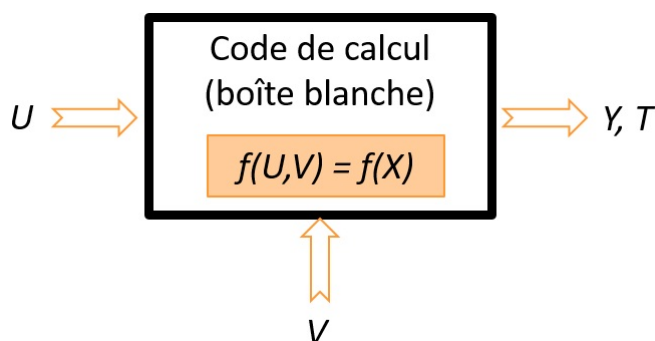 Code de calcul
(boîte blanche)
U
Y, T
f(U,V) = f(X)
V